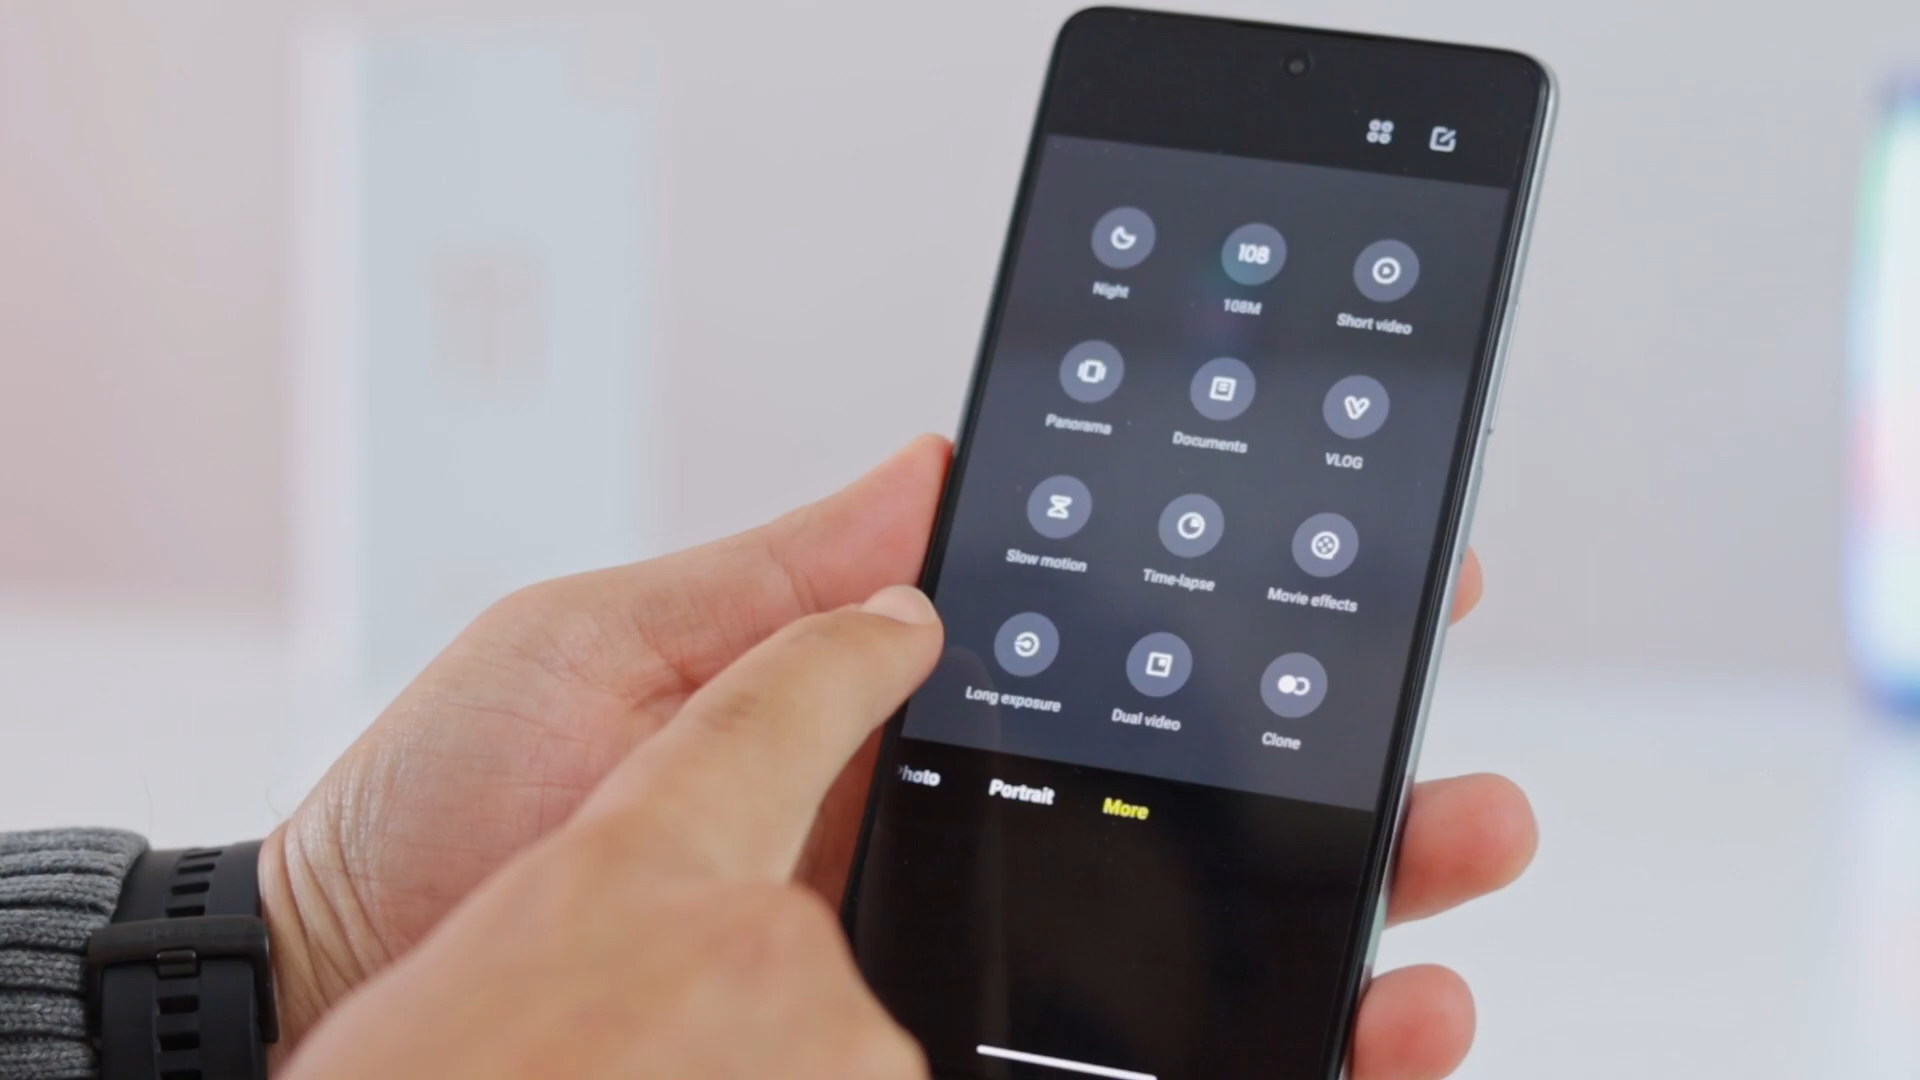 108
Night
108M
Short video
Panorama
Documents
VLOG
Slow motion
Time-lapse
Movie effects
Long exposure
Dual video
Clone
Photo
Portrait
More